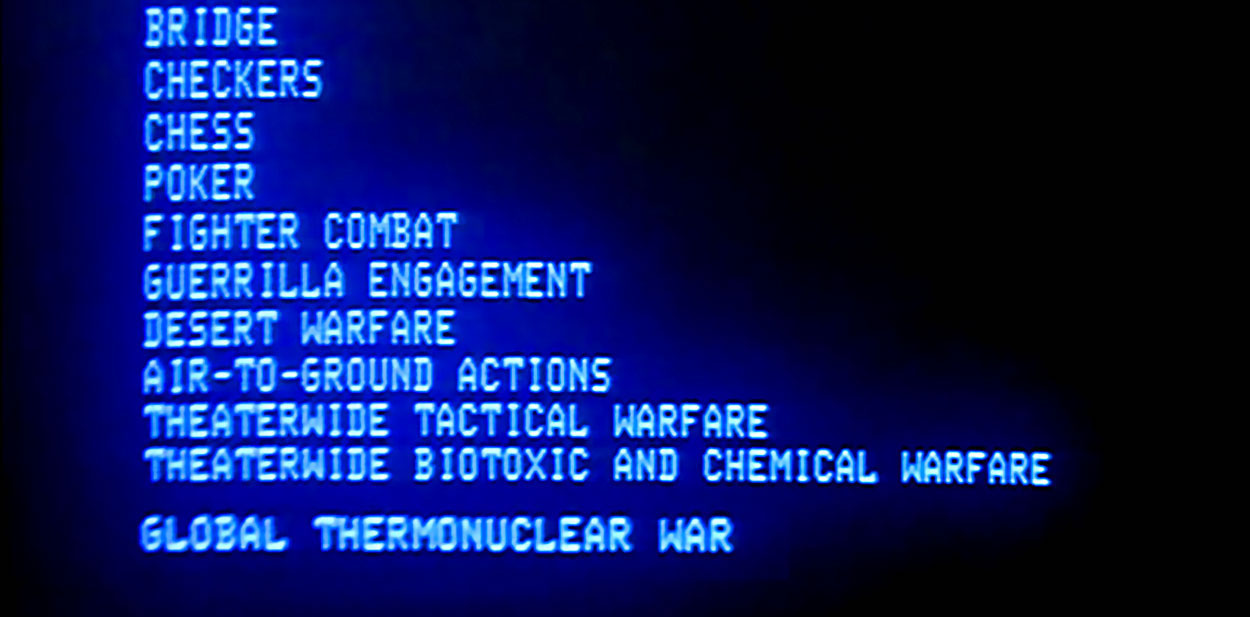 BRIDGE
CHECKERS
CHESS
POKER
FIGHTER COMBAT
GUERRILLA ENGAGEMENT
DESERT WARFARE
AIR-TO-GROUND ACTIONS
THEATERWIDE TACTICAL WARFARE
THEATERWIDE BIOTOXIC AND CHEMICAL WARFARE
GLOBAL THERMONUCLEAR WAR